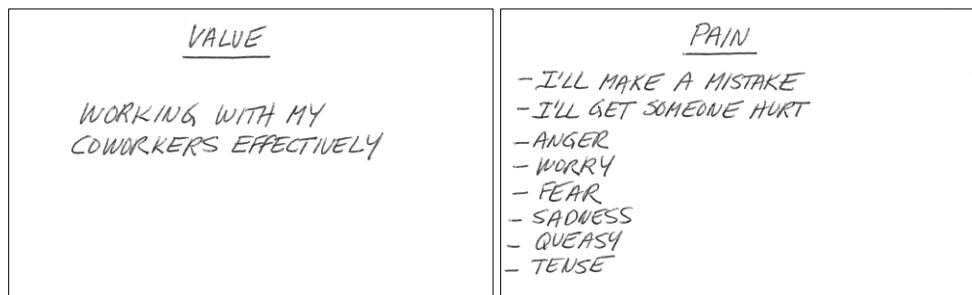 VALUE
WORKING WITH MY
COWORKERS EFFECTIVELY
PAIN
- I'LL MAKE A MISTAKE
- I'LL GET SOMEONE HURT
- ANGER
- WORRY
- FEAR
- SADNESS
- QUEASY
- TENSE